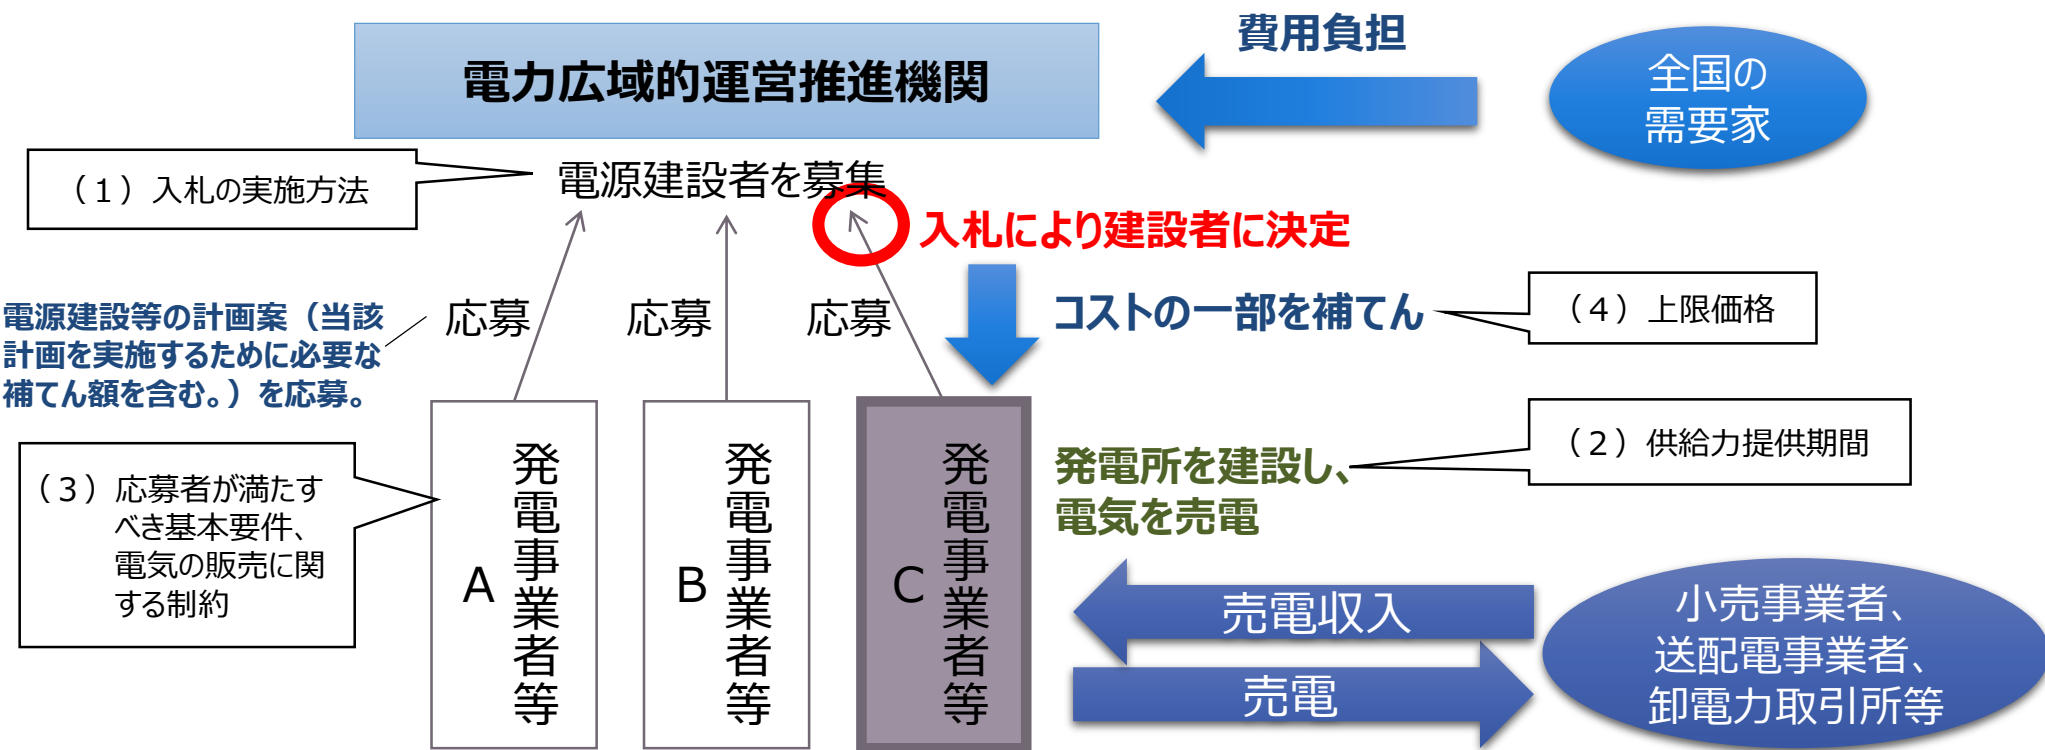 費用負担
電力広域的運営推進機関
全国の
需要家
（１）入札の実施方法
電源建設者を募集
入札により建設者に決定
電源建設等の計画案（当該
計画を実施するために必要な
補てん額を含む。）を応募。
応募
応募
応募
コストの一部を補てん
（４）上限価格
（３）応募者が満たす
べき基本要件、
電気の販売に関
する制約
発電事業者等
A
発電事業者等
B
発電事業者等
C
発電所を建設し、
電気を売電
（２）供給力提供期間
売電収入
売電
小売事業者、
送配電事業者、
卸電力取引所等